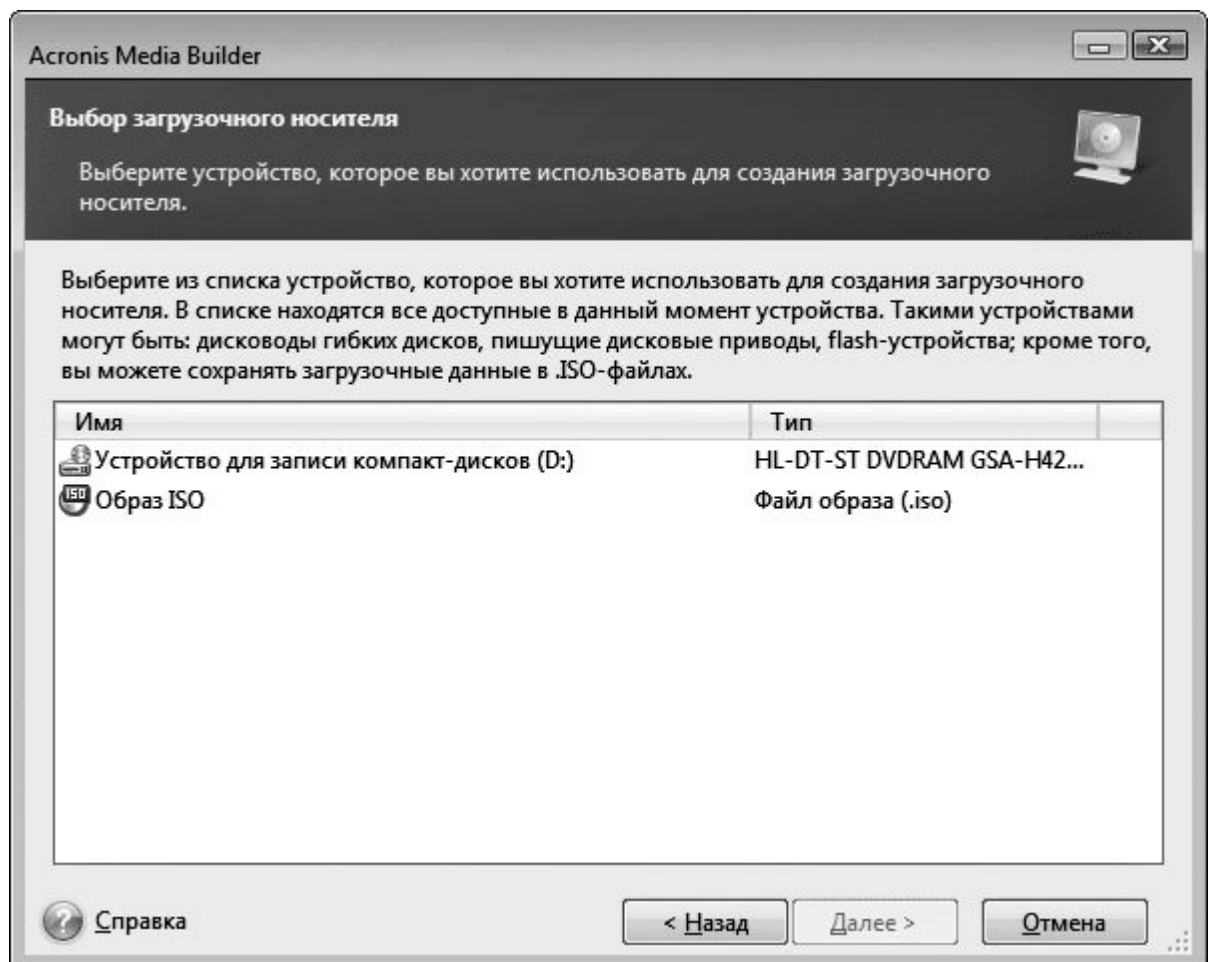 Acronis Media Builder
Выбор загрузочного носителя
Выберите устройство, которое вы хотите использовать для создания загрузочного
носителя.
Выберите из списка устройство, которое вы хотите использовать для создания загрузочного
носителя. В списке находятся все доступные в данный момент устройства. Такими устройствами
могут быть: дисководы гибких дисков, пишущие дисковые приводы, flash-устройства; кроме того,
вы можете сохранять загрузочные данные в .ISO-файлах.
Имя Тип
Устройство для записи компакт-дисков (D:) HL-DT-ST DVDRAM GSA-H42...
ISO Образ ISO Файл образа (.iso)
? Справка < Назад Далее > Отмена